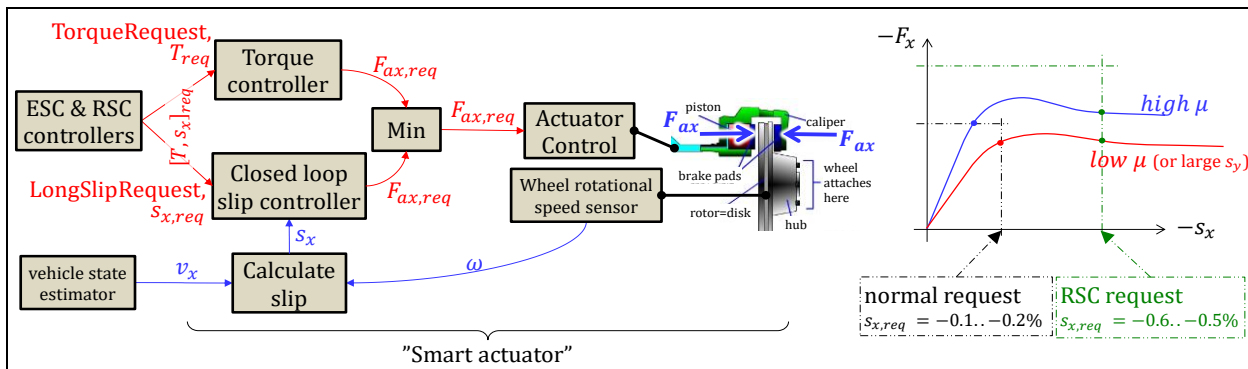 TorqueRequest,
T_req
Torque
controller
F_ax,req
ESC & RSC
controllers
[T, s_x]_req
Min
F_ax,req
Actuator
Control
LongSlipRequest,
s_x,req
Closed loop
slip controller
F_ax,req
Wheel rotational
speed sensor
s_x
vehicle state
estimator
v_x
Calculate
slip
ω
"Smart actuator"
piston
caliper
F_ax
F_ax
brake pads
wheel
attaches
here
rotor=disk
hub
−F_x
high μ
low μ (or large s_y)
−s_x
normal request
s_x,req = −0.1.. −0.2%
RSC request
s_x,req = −0.6.. −0.5%